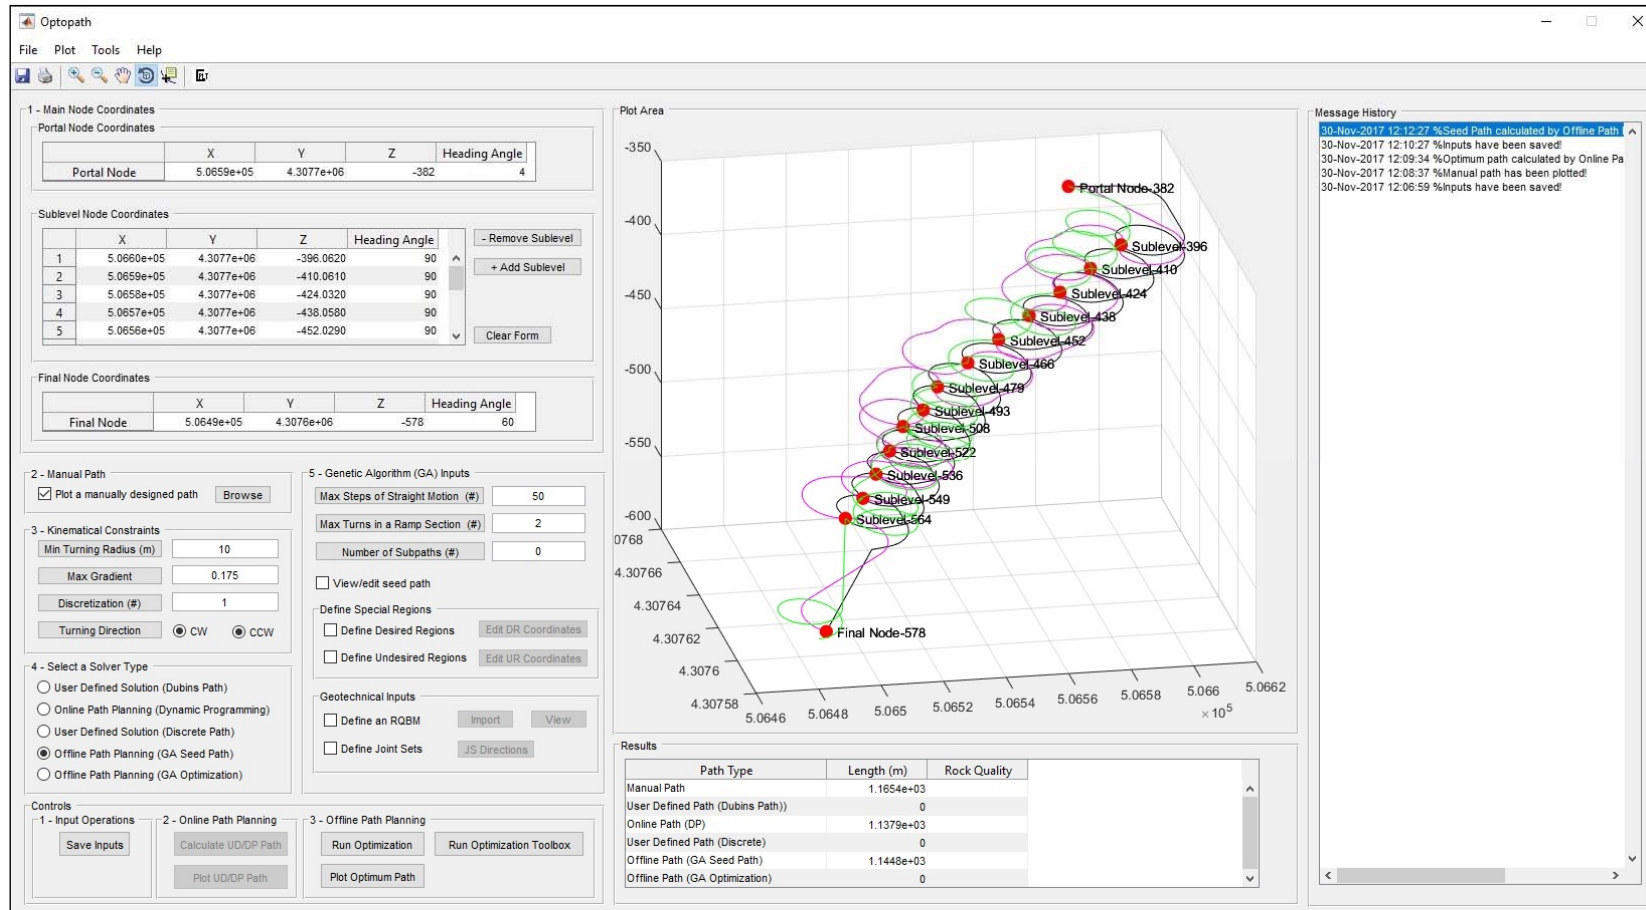 Optopath
File Plot Tools Help
1 - Main Node Coordinates
Portal Node Coordinates
X Y Z Heading Angle
Portal Node 5.0659e+05 4.3077e+06 -382 4
Sublevel Node Coordinates
X Y Z Heading Angle
1 5.0660e+05 4.3077e+06 -396.0620 90
2 5.0659e+05 4.3077e+06 -410.0610 90
3 5.0658e+05 4.3077e+06 -424.0320 90
4 5.0657e+05 4.3077e+06 -438.0580 90
5 5.0656e+05 4.3077e+06 -452.0290 90
- Remove Sublevel
+ Add Sublevel
Clear Form
Final Node Coordinates
X Y Z Heading Angle
Final Node 5.0649e+05 4.3076e+06 -578 60
2 - Manual Path
Plot a manually designed path Browse
3 - Kinematical Constraints
Min Turning Radius (m) 10
Max Gradient 0.175
Discretization (#) 1
Turning Direction CW CCW
4 - Select a Solver Type
User Defined Solution (Dubins Path)
Online Path Planning (Dynamic Programming)
User Defined Solution (Discrete Path)
Offline Path Planning (GA Seed Path)
Offline Path Planning (GA Optimization)
5 - Genetic Algorithm (GA) Inputs
Max Steps of Straight Motion (#) 50
Max Turns in a Ramp Section (#) 2
Number of Subpaths (#) 0
View/edit seed path
Define Special Regions
Define Desired Regions Edit DR Coordinates
Define Undesired Regions Edit UR Coordinates
Geotechnical Inputs
Define an RQBM Import View
Define Joint Sets JS Directions
Controls
1 - Input Operations
Save Inputs
2 - Online Path Planning
Calculate UD/DP Path
Plot UD/DP Path
3 - Offline Path Planning
Run Optimization Run Optimization Toolbox
Plot Optimum Path
Plot Area
-350
-400
-450
-500
-550
-600
0768
4.30766
4.30764
4.30762
4.3076
4.30758
5.0646 5.0648 5.065 5.0652 5.0654 5.0656 5.0658 5.066 5.0662
× 10^5
Portal Node-382
Sublevel-396
Sublevel-410
Sublevel-424
Sublevel-438
Sublevel-452
Sublevel-466
Sublevel-479
Sublevel-493
Sublevel-508
Sublevel-522
Sublevel-536
Sublevel-549
Sublevel-564
Final Node-578
Results
Path Type Length (m) Rock Quality
Manual Path 1.1654e+03
User Defined Path (Dubins Path)) 0
Online Path (DP) 1.1379e+03
User Defined Path (Discrete) 0
Offline Path (GA Seed Path) 1.1448e+03
Offline Path (GA Optimization) 0
Message History
30-Nov-2017 12:12:27 %Seed Path calculated by Offline Path
30-Nov-2017 12:10:27 %Inputs have been saved!
30-Nov-2017 12:09:34 %Optimum path calculated by Online Pa
30-Nov-2017 12:08:37 %Manual path has been plotted!
30-Nov-2017 12:06:59 %Inputs have been saved!